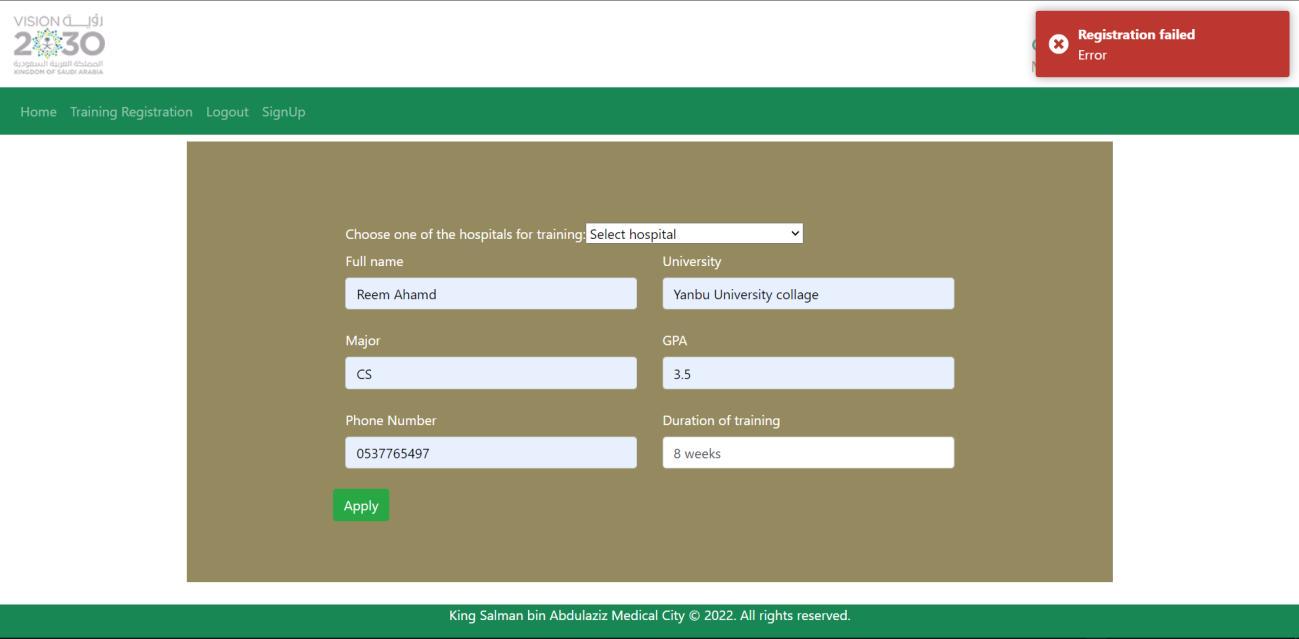 VISION رؤيــــة
2030
المملكة العربية السعودية
KINGDOM OF SAUDI ARABIA
Registration failed
Error
Home Training Registration Logout SignUp
Choose one of the hospitals for training: Select hospital
Full name University
Reem Ahamd Yanbu University collage
Major GPA
CS 3.5
Phone Number Duration of training
0537765497 8 weeks
Apply
King Salman bin Abdulaziz Medical City © 2022. All rights reserved.